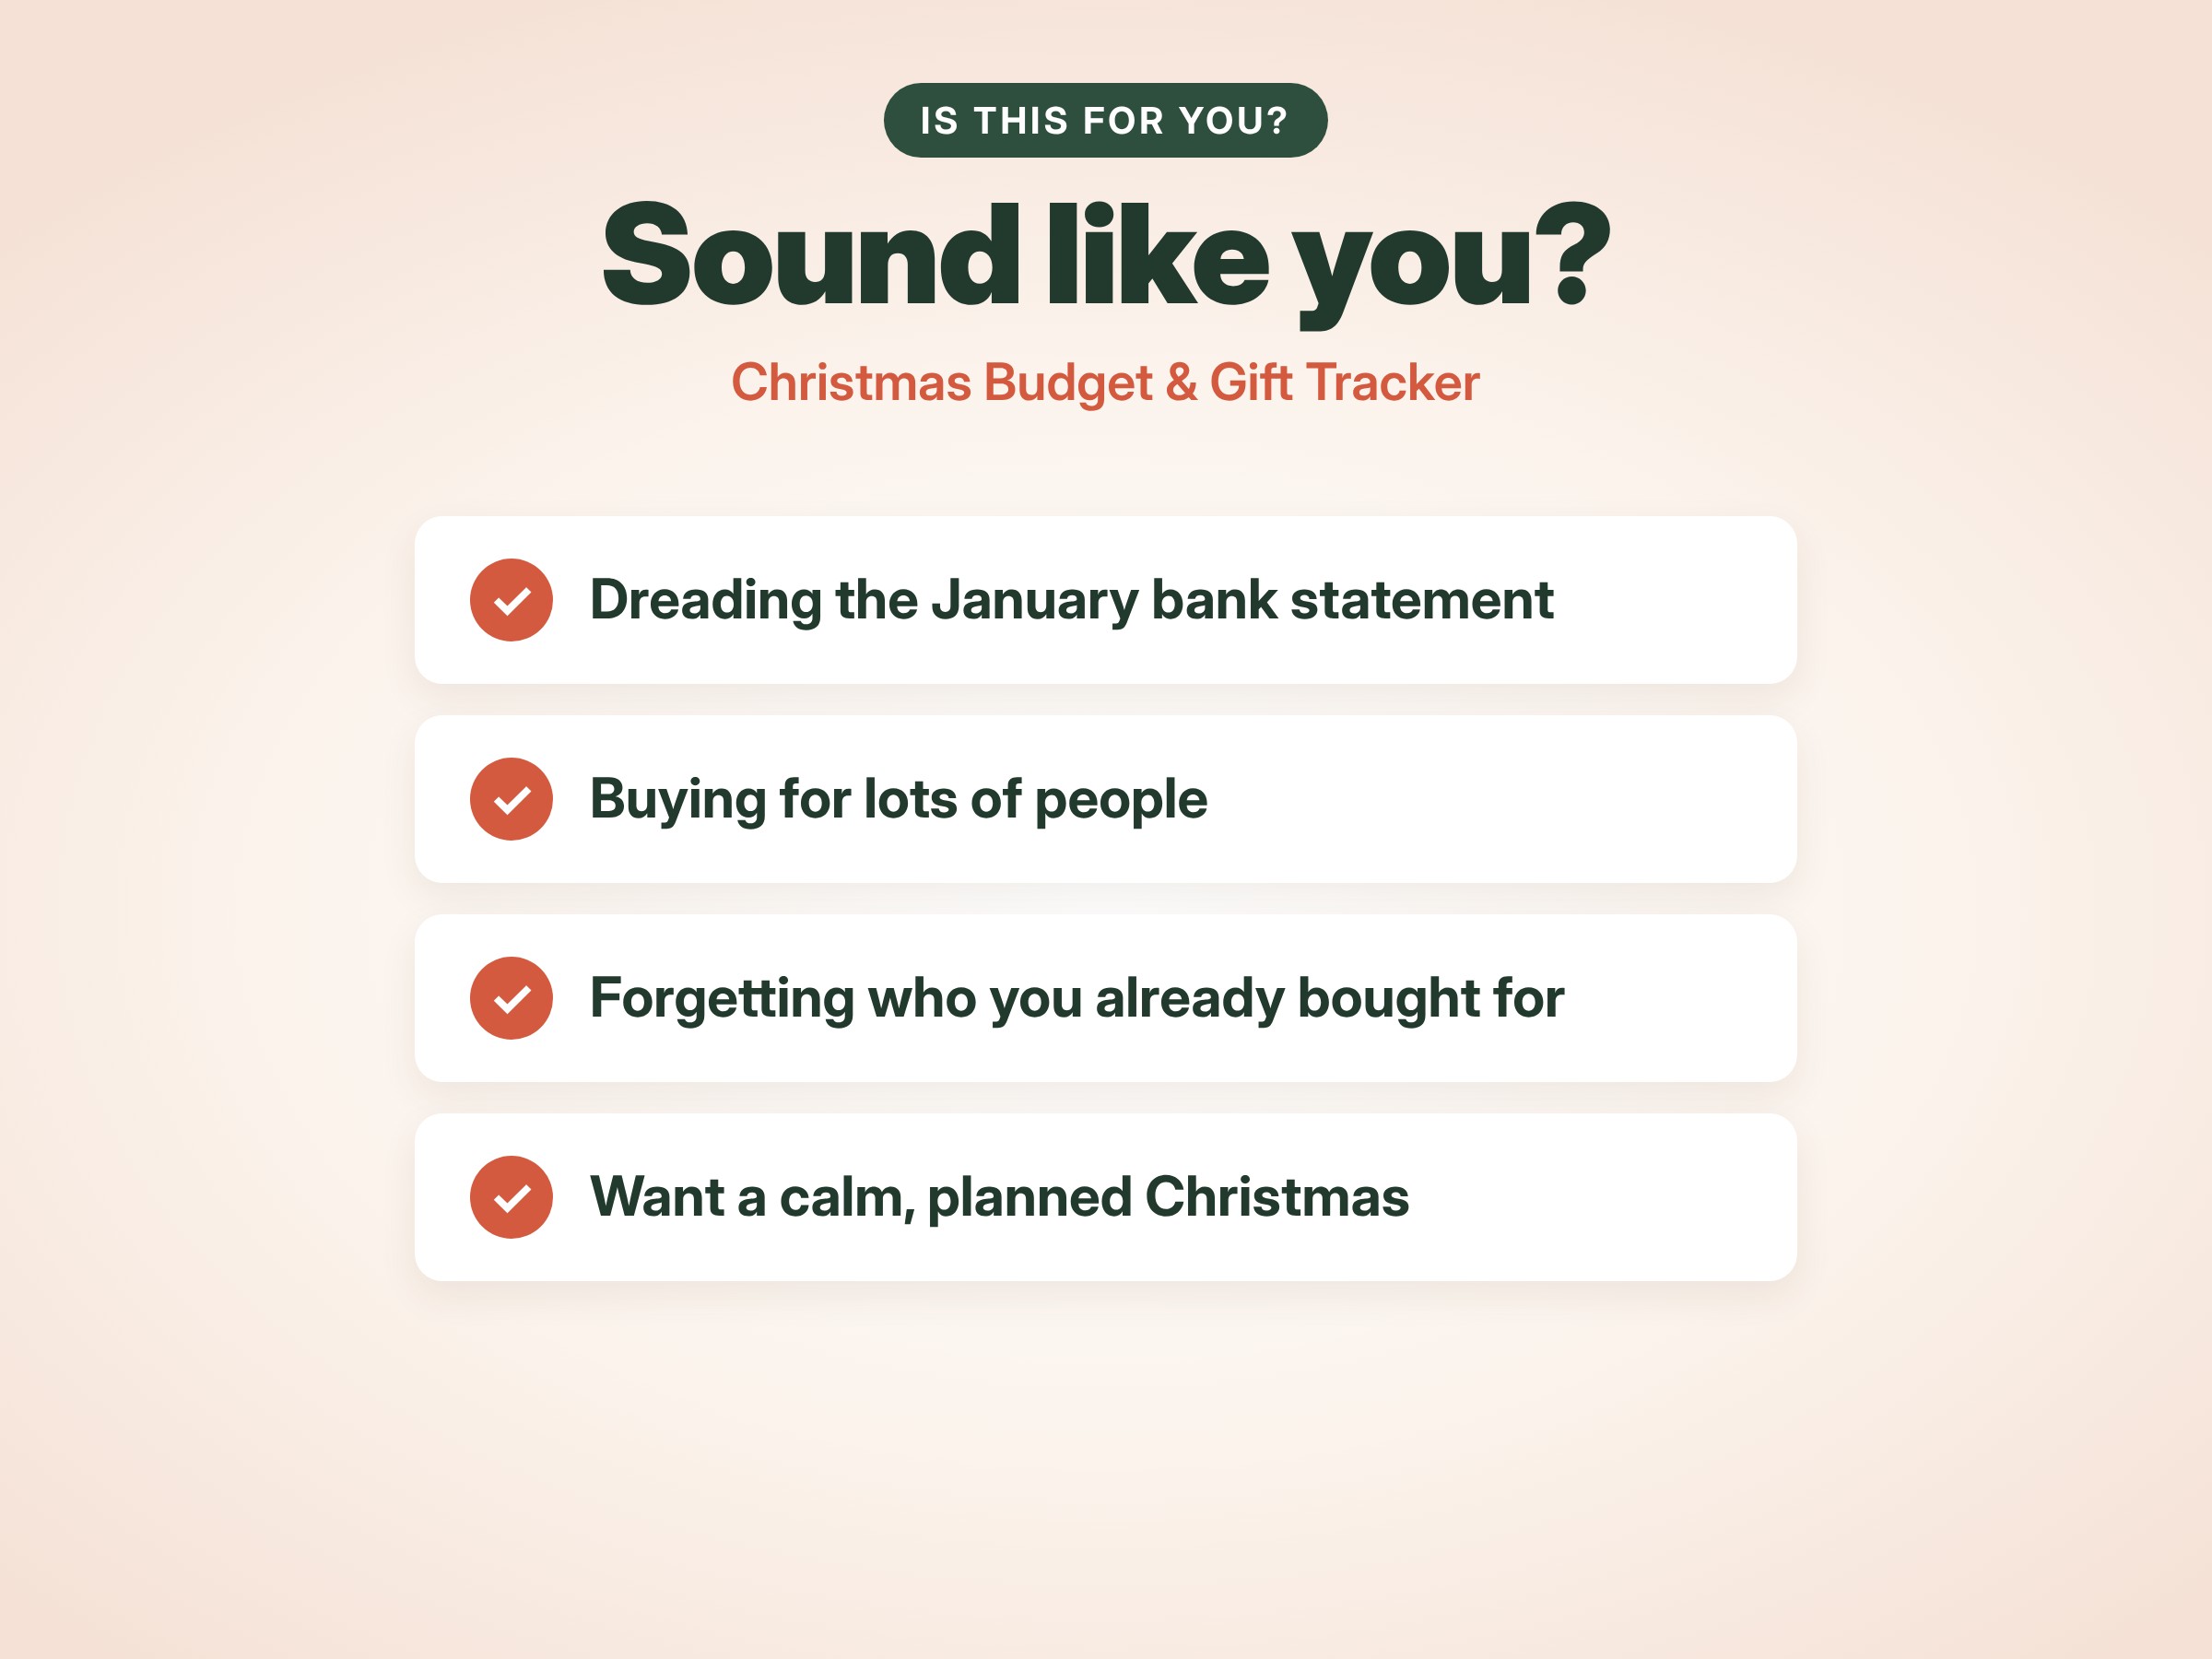 IS THIS FOR YOU?
Sound like you?
Christmas Budget & Gift Tracker
Dreading the January bank statement
Buying for lots of people
Forgetting who you already bought for
Want a calm, planned Christmas